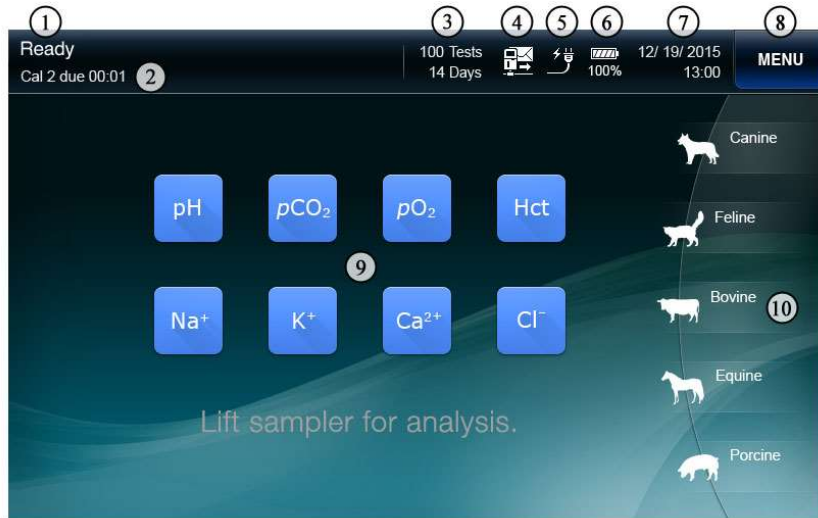 1 3 4 5 6 7 8
Ready
Cal 2 due 00:01 2
100 Tests
14 Days
100%
12/ 19/ 2015
13:00
MENU
Canine
pH pCO₂ pO₂ Hct
Feline
9
Bovine 10
Na⁺ K⁺ Ca²⁺ Cl⁻
Equine
Lift sampler for analysis.
Porcine